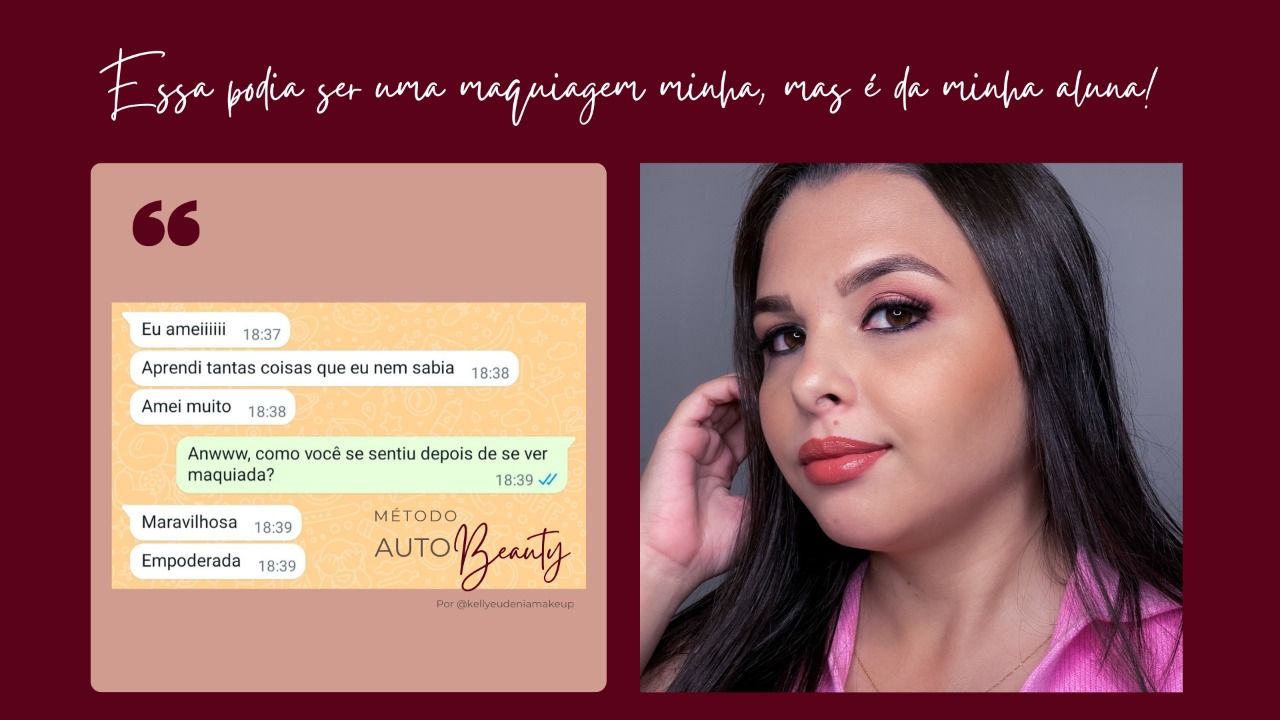 Essa podia ser uma maquiagem minha, mas é da minha aluna!
“
Eu ameiiiiii 18:37
Aprendi tantas coisas que eu nem sabia 18:38
Amei muito 18:38
Anwww, como você se sentiu depois de se ver
maquiada?
18:39
Maravilhosa 18:39
Empoderada 18:39
MÉTODO
AUTOBeauty
Por @kellyeudeniamakeup